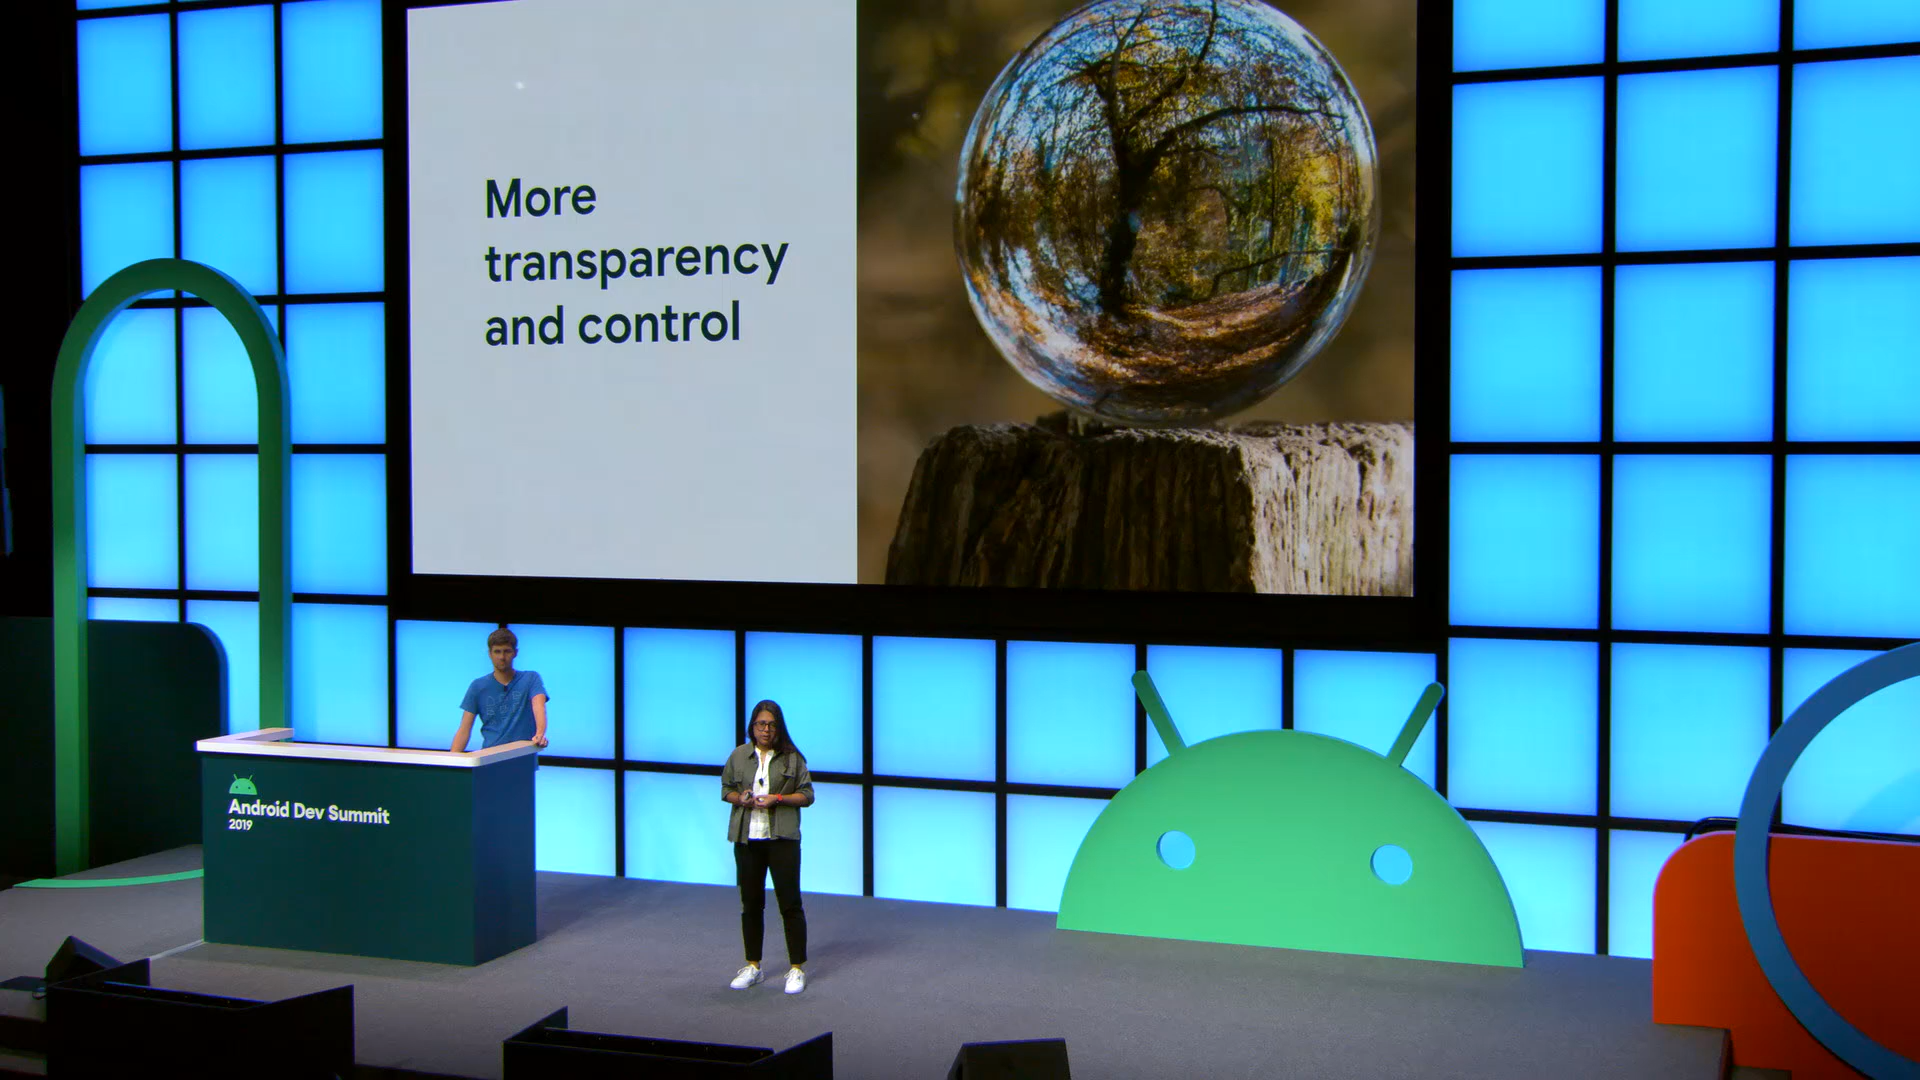 More
transparency
and control
Android Dev Summit
2019